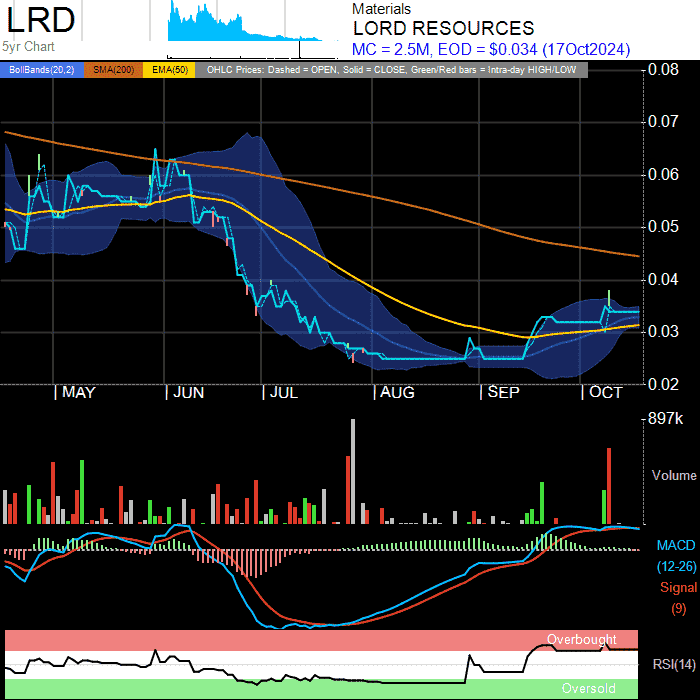 LRD
5yr Chart
Materials
LORD RESOURCES
MC = 2.5M, EOD = $0.034 (17Oct2024)
BollBands(20,2) SMA(200) EMA(50) OHLC Prices: Dashed = OPEN, Solid = CLOSE, Green/Red bars = Intra-day HIGH/LOW
0.08
0.07
0.06
0.05
0.04
0.03
0.02
MAY JUN JUL AUG SEP OCT
897k
Volume
MACD
(12-26)
Signal
(9)
Overbought
RSI(14)
Oversold